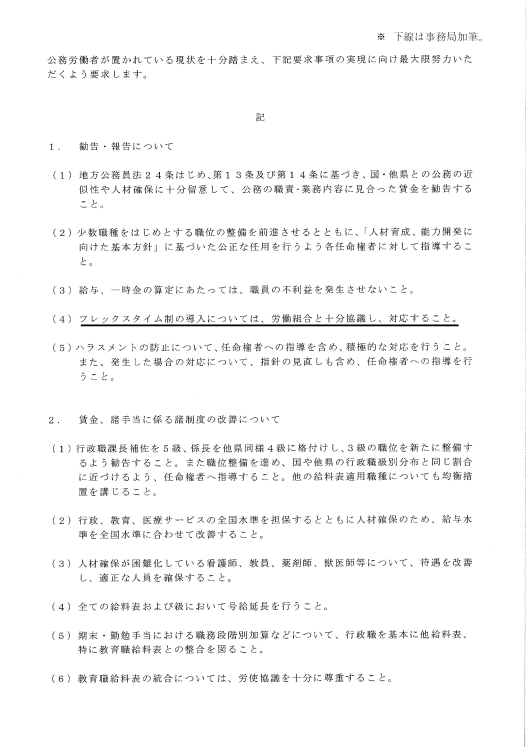 ※ 下線は事務局加筆。
公務労働者が置かれている現状を十分踏まえ、下記要求事項の実現に向け最大限努力いた
だくよう要求します。
記
１． 勧告・報告について
（１）地方公務員法２４条はじめ、第１３条及び第１４条に基づき、国・他県との公務の近
似性や人材確保に十分留意して、公務の職責・業務内容に見合った賃金を勧告する
こと。
（２）少数職種をはじめとする職位の整備を前進させるとともに、「人材育成、能力開発に
向けた基本方針」に基づいた公正な任用を行うよう各任命権者に対して指導するこ
と。
（３）給与、一時金の算定にあたっては、職員の不利益を発生させないこと。
（４）フレックスタイム制の導入については、労働組合と十分協議し、対応すること。
（５）ハラスメントの防止について、任命権者への指導を含め、積極的な対応を行うこと。
また、発生した場合の対応について、指針の見直しも含め、任命権者への指導を行
うこと。
２． 賃金、諸手当に係る諸制度の改善について
（１）行政職課長補佐を５級、係長を他県同様４級に格付けし、３級の職位を新たに整備す
るよう勧告すること。また職位整備を進め、国や他県の行政職級別分布と同じ割合
に近づけるよう、任命権者へ指導すること。他の給料表適用職種についても均衡措
置を講じること。
（２）行政、教育、医療サービスの全国水準を担保するとともに人材確保のため、給与水
準を全国水準に合わせて改善すること。
（３）人材確保が困難化している看護師、教員、薬剤師、獣医師等について、待遇を改善
し、適正な人員を確保すること。
（４）全ての給料表および級において号給延長を行うこと。
（５）期末・勤勉手当における職務段階別加算などについて、行政職を基本に他給料表、
特に教育職給料表との整合を図ること。
（６）教育職給料表の統合については、労使協議を十分に尊重すること。